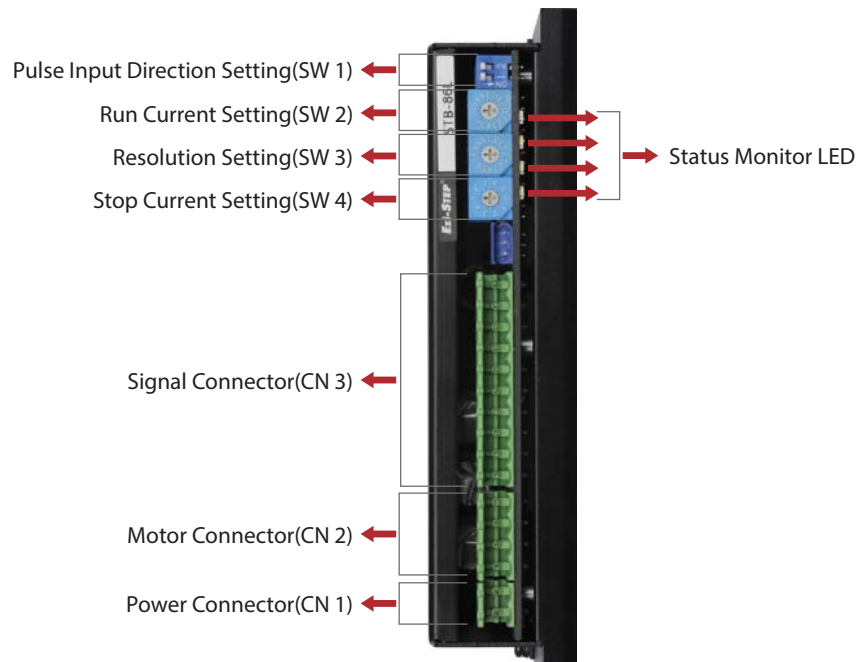 Pulse Input Direction Setting(SW 1)
Run Current Setting(SW 2)
Resolution Setting(SW 3)
Stop Current Setting(SW 4)
Status Monitor LED
STB-86L
Ezi-STEP®
Signal Connector(CN 3)
Motor Connector(CN 2)
Power Connector(CN 1)